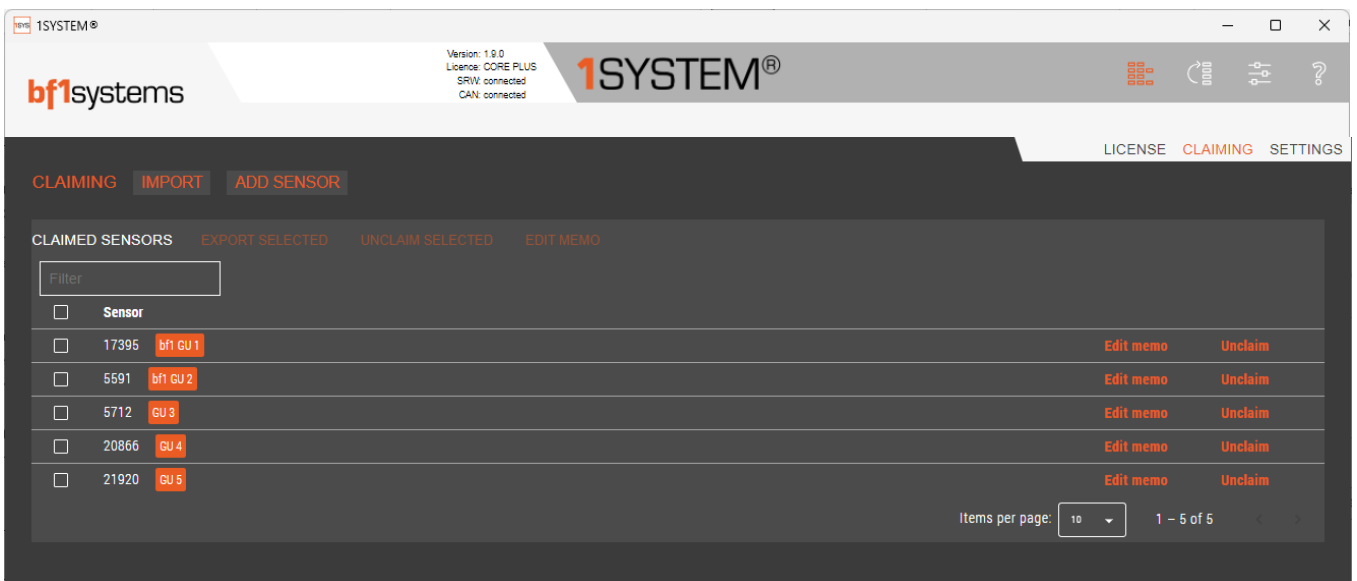 1SYS 1SYSTEM®
bf1systems
Version: 1.9.0
Licence: CORE PLUS
SRW: connected
CAN: connected
1SYSTEM®
LICENSE CLAIMING SETTINGS
CLAIMING IMPORT ADD SENSOR
CLAIMED SENSORS EXPORT SELECTED UNCLAIM SELECTED EDIT MEMO
Filter
Sensor
17395 bf1 GU 1 Edit memo Unclaim
5591 bf1 GU 2 Edit memo Unclaim
5712 GU 3 Edit memo Unclaim
20866 GU 4 Edit memo Unclaim
21920 GU 5 Edit memo Unclaim
Items per page: 10 1 – 5 of 5